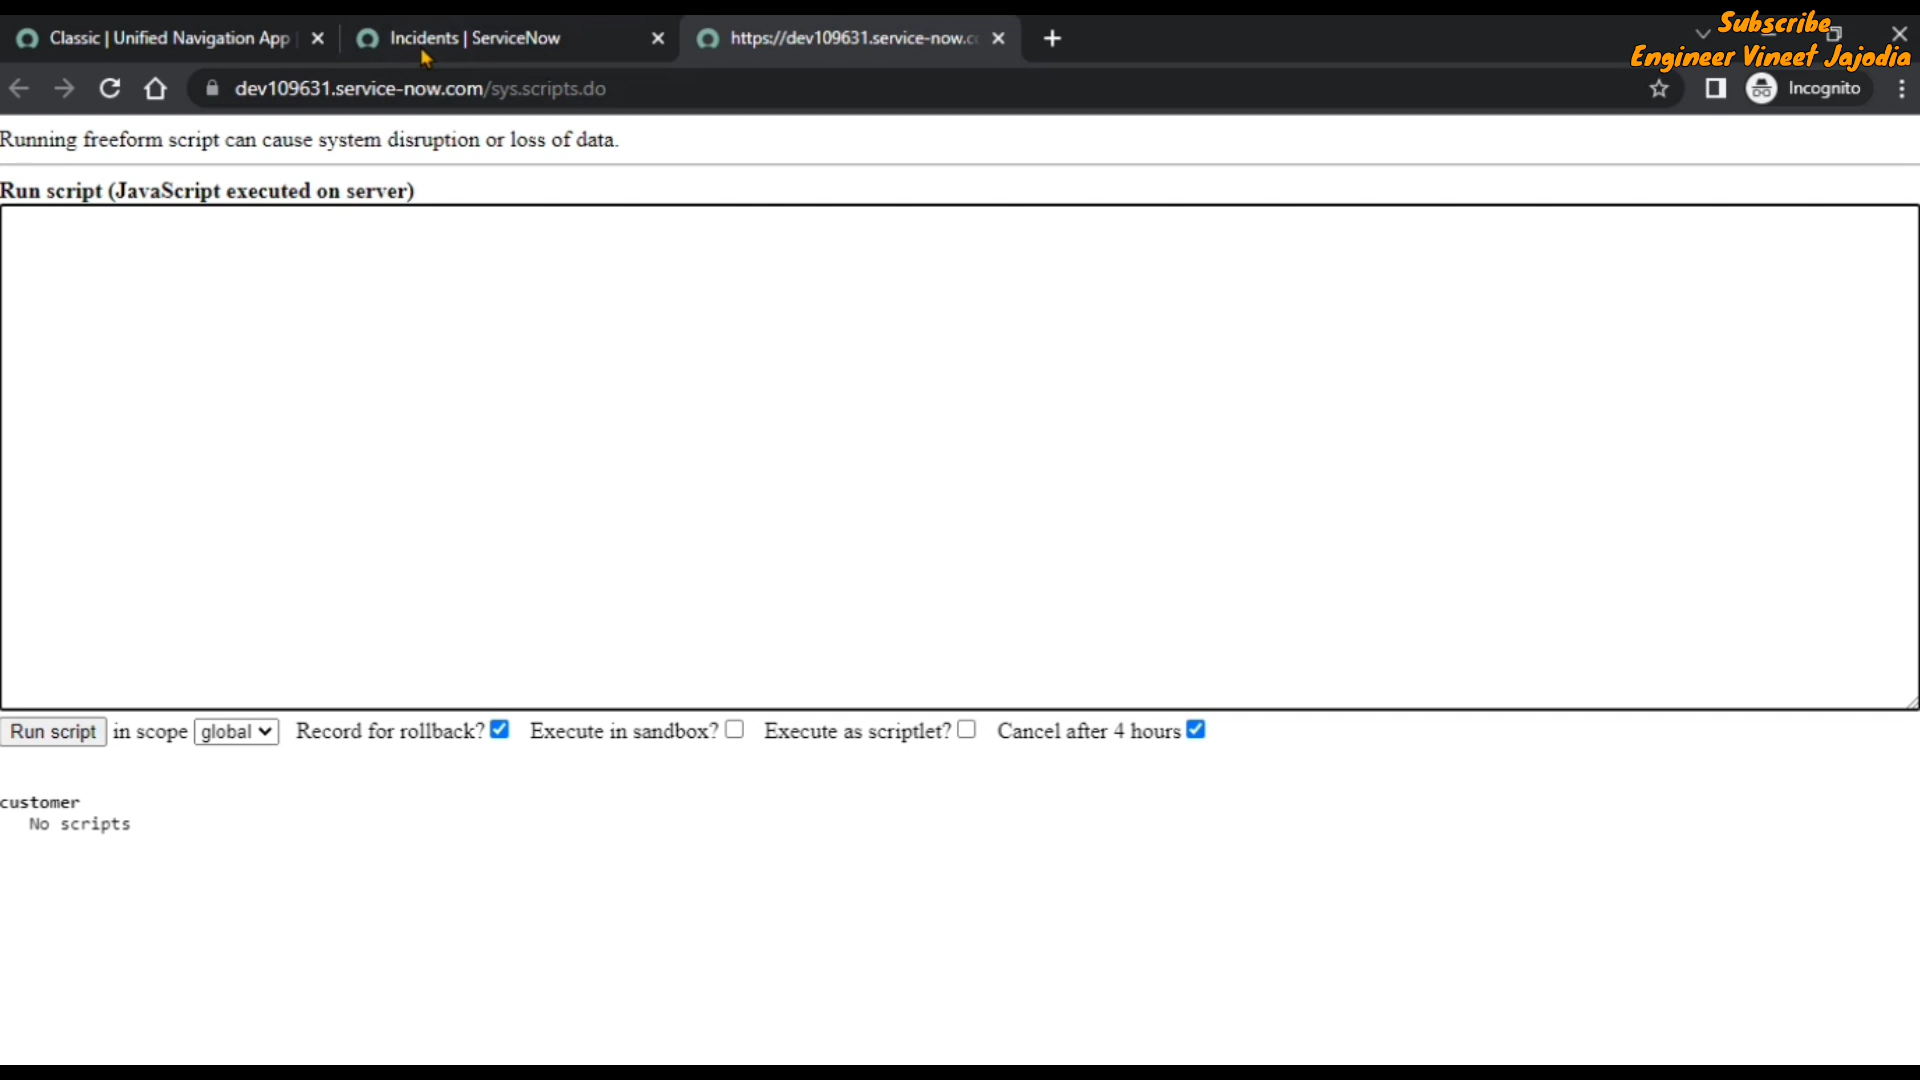 Classic | Unified Navigation App
Incidents | ServiceNow
https://dev109631.service-now.c
Subscribe
Engineer Vineet Jajodia
dev109631.service-now.com/sys.scripts.do
Incognito
Running freeform script can cause system disruption or loss of data.
Run script (JavaScript executed on server)
Run script in scope global Record for rollback? Execute in sandbox? Execute as scriptlet? Cancel after 4 hours
customer
No scripts